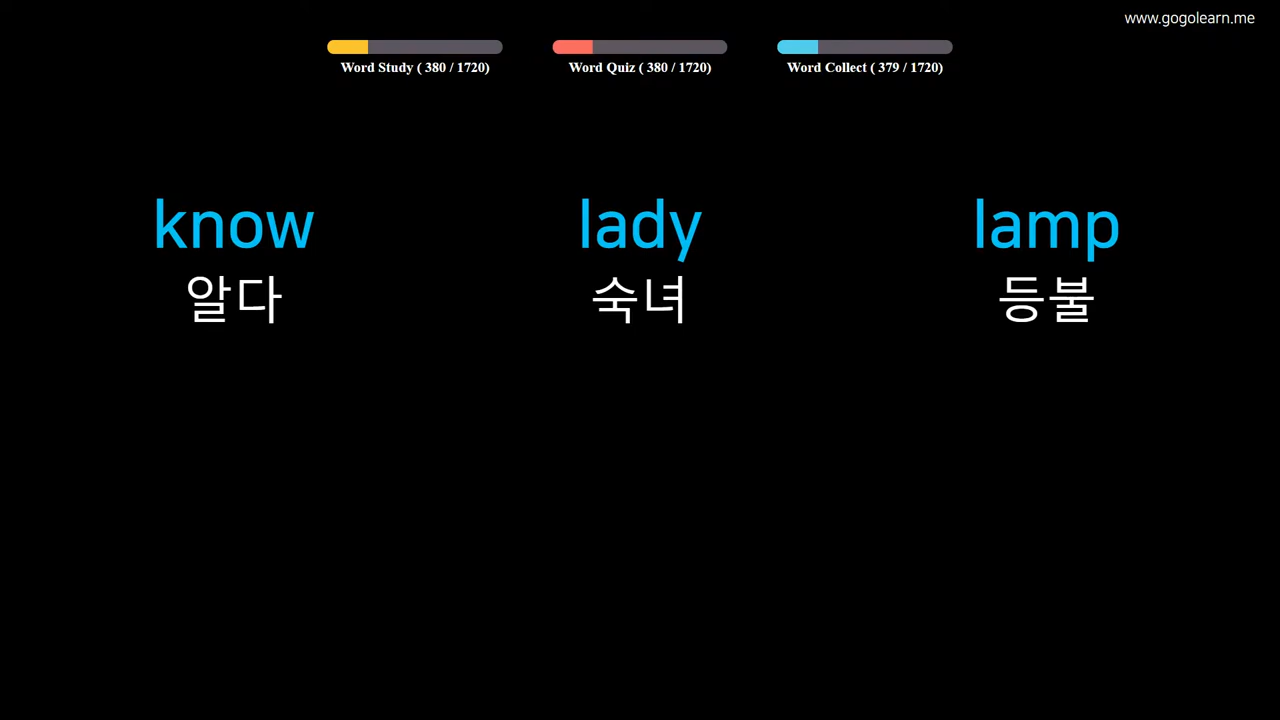 www.gogolearn.me
Word Study ( 380 / 1720)
Word Quiz ( 380 / 1720)
Word Collect ( 379 / 1720)
know
lady
lamp
알다
숙녀
등불